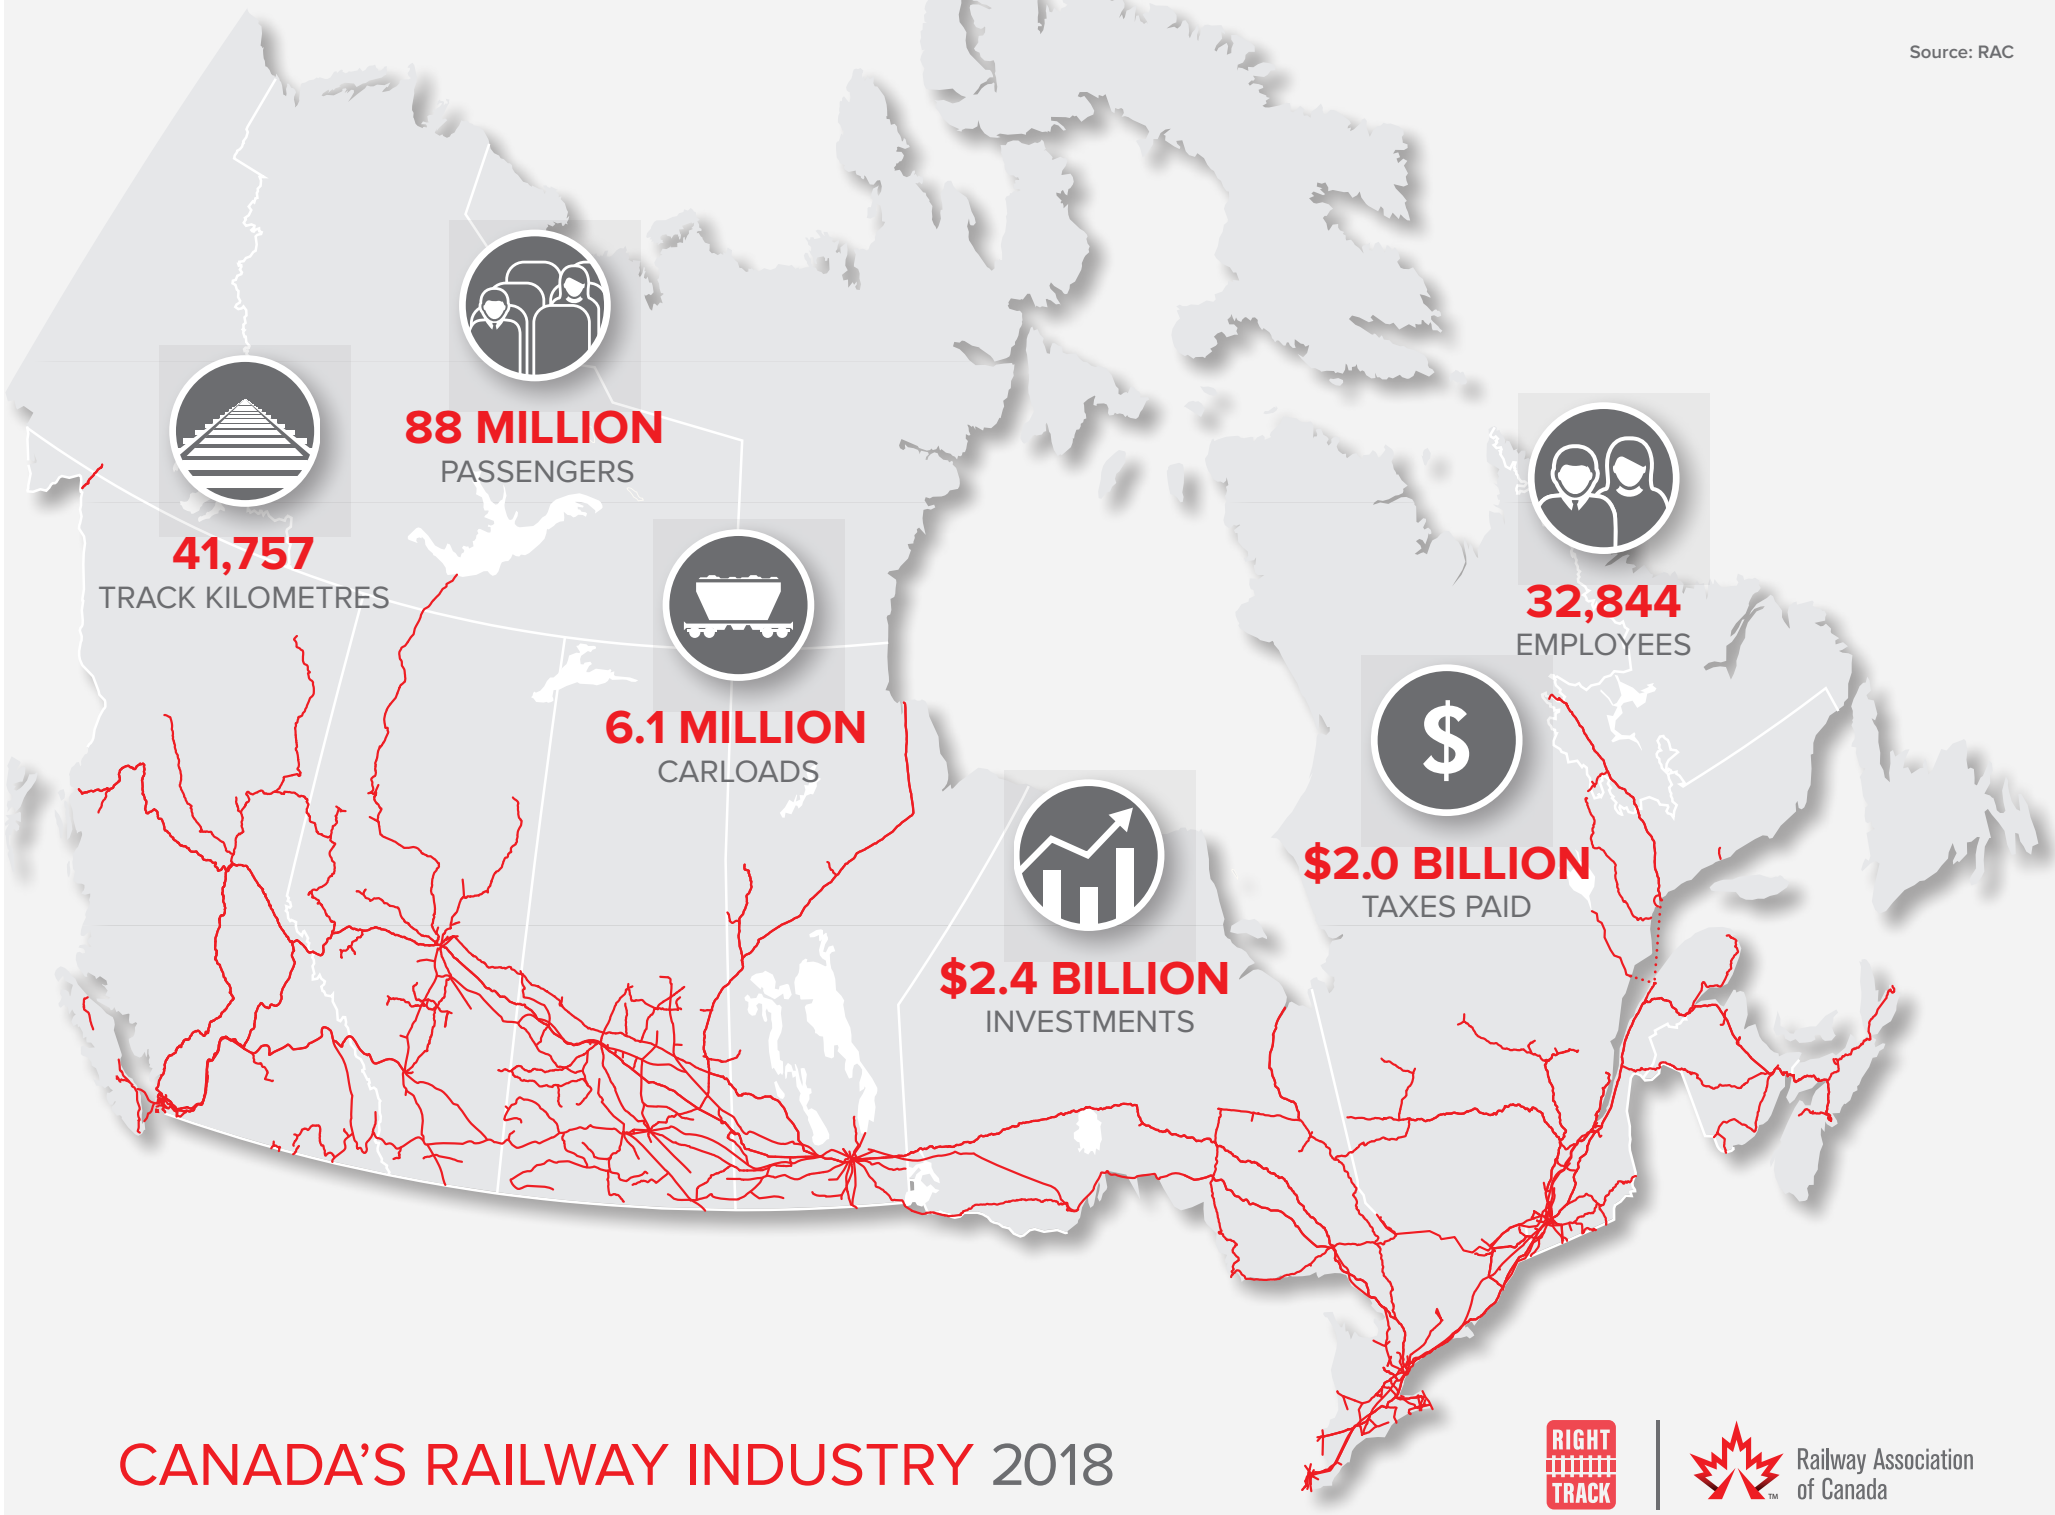 Source: RAC
88 MILLION
PASSENGERS
41,757
TRACK KILOMETRES
32,844
EMPLOYEES
6.1 MILLION
CARLOADS
$
$2.0 BILLION
TAXES PAID
$2.4 BILLION
INVESTMENTS
CANADA'S RAILWAY INDUSTRY 2018
RIGHT
TRACK
Railway Association
of Canada
TM